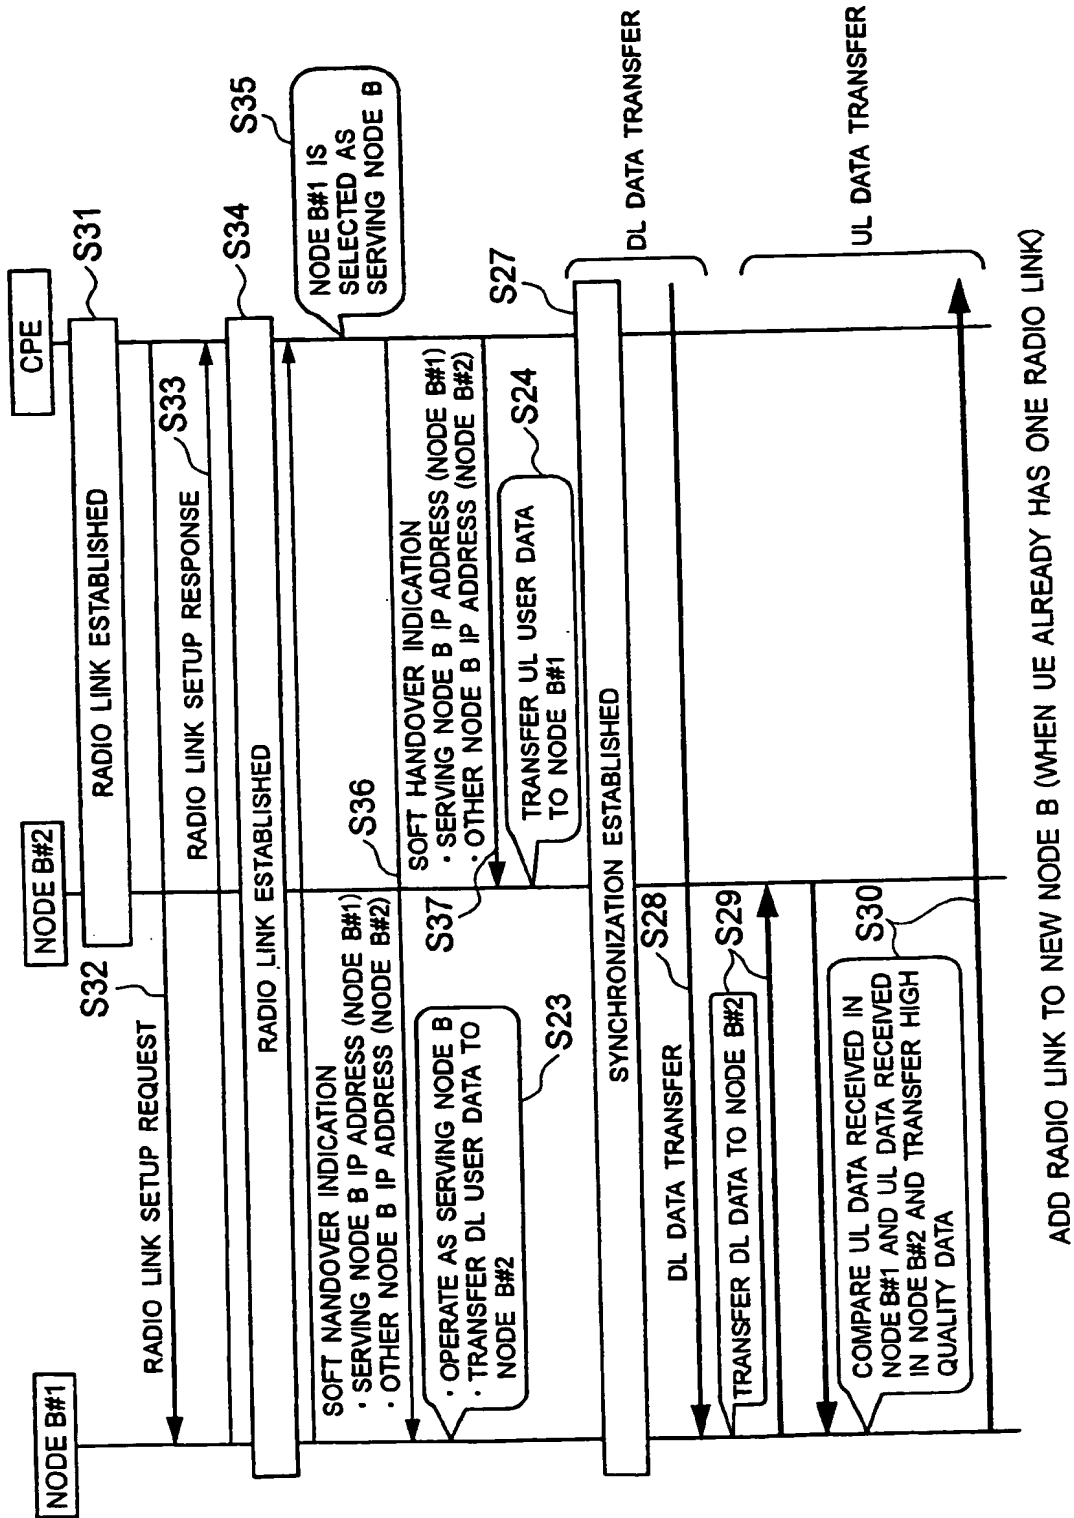 NODE B#1
NODE B#2
CPE
RADIO LINK ESTABLISHED
S31
S32
RADIO LINK SETUP REQUEST
RADIO LINK SETUP RESPONSE
S33
RADIO LINK ESTABLISHED
S34
NODE B#1 IS
SELECTED AS
SERVING NODE B
S35
SOFT NANDOVER INDICATION
・SERVING NODE B IP ADDRESS (NODE B#1)
・OTHER NODE B IP ADDRESS (NODE B#2)
S36
SOFT HANDOVER INDICATION
・SERVING NODE B IP ADDRESS (NODE B#1)
・OTHER NODE B IP ADDRESS (NODE B#2)
S37
・OPERATE AS SERVING NODE B
・TRANSFER DL USER DATA TO
NODE B#2
S23
TRANSFER UL USER DATA
TO NODE B#1
S24
SYNCHRONIZATION ESTABLISHED
S27
DL DATA TRANSFER
S28
TRANSFER DL DATA TO NODE B#2
S29
DL DATA TRANSFER
COMPARE UL DATA RECEIVED IN
NODE B#1 AND UL DATA RECEIVED
IN NODE B#2 AND TRANSFER HIGH
QUALITY DATA
S30
UL DATA TRANSFER
ADD RADIO LINK TO NEW NODE B (WHEN UE ALREADY HAS ONE RADIO LINK)